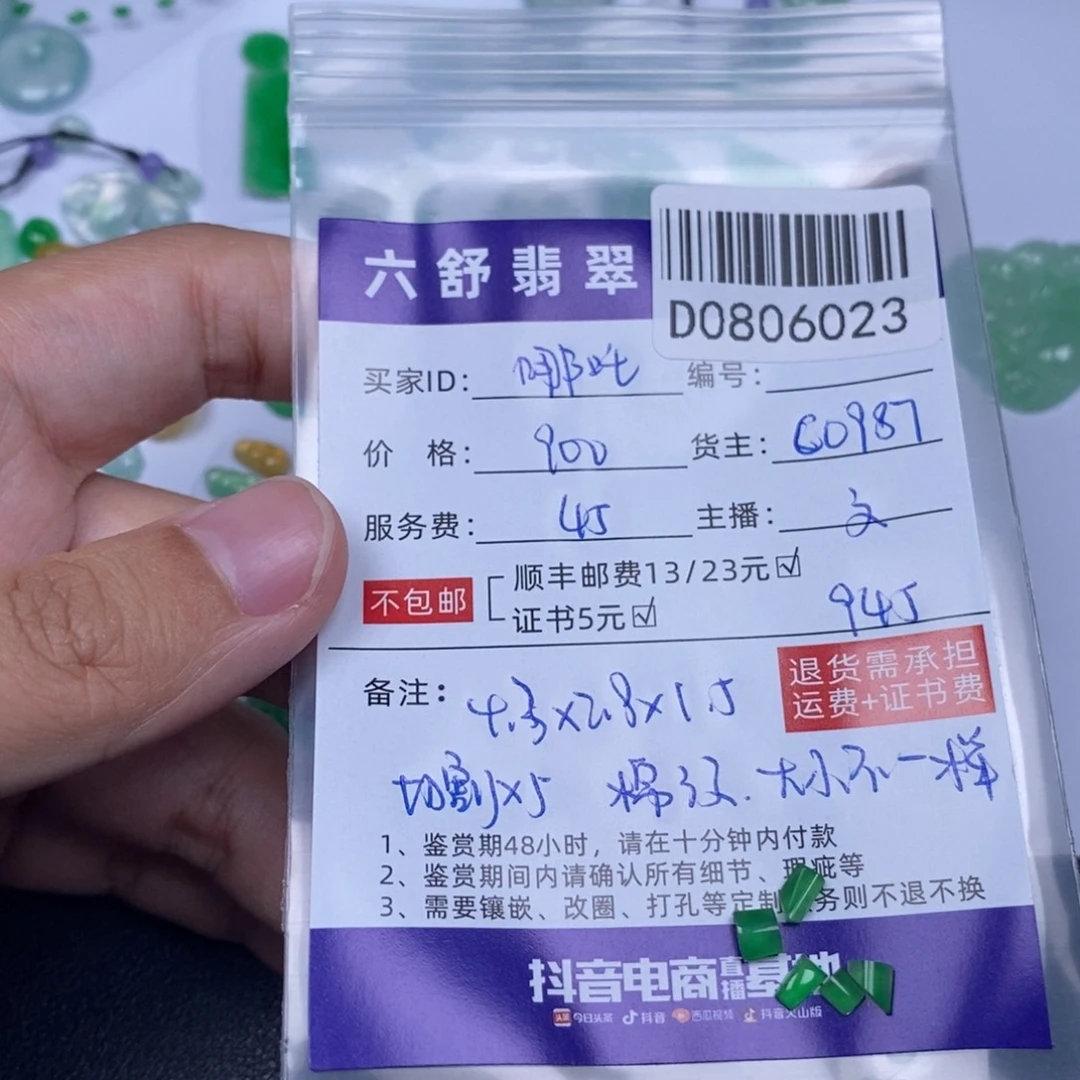 六舒翡翠
D0806023
买家ID: 哪吒 编号:
价 格: 900 货主: G0987
服务费: 45 主播: 文
不包邮 顺丰邮费13/23元☑
证书5元☑ 945
退货需承担
运费+证书费
备注: 4.3×2.8×1.5
切割×5 棉纹. 大小不一样
1、鉴赏期48小时，请在十分钟内付款
2、鉴赏期间内请确认所有细节、瑕疵等
3、需要镶嵌、改圈、打孔等定制服务则不退不换
抖音电商直播基地
今日头条 抖音 西瓜视频 抖音火山版